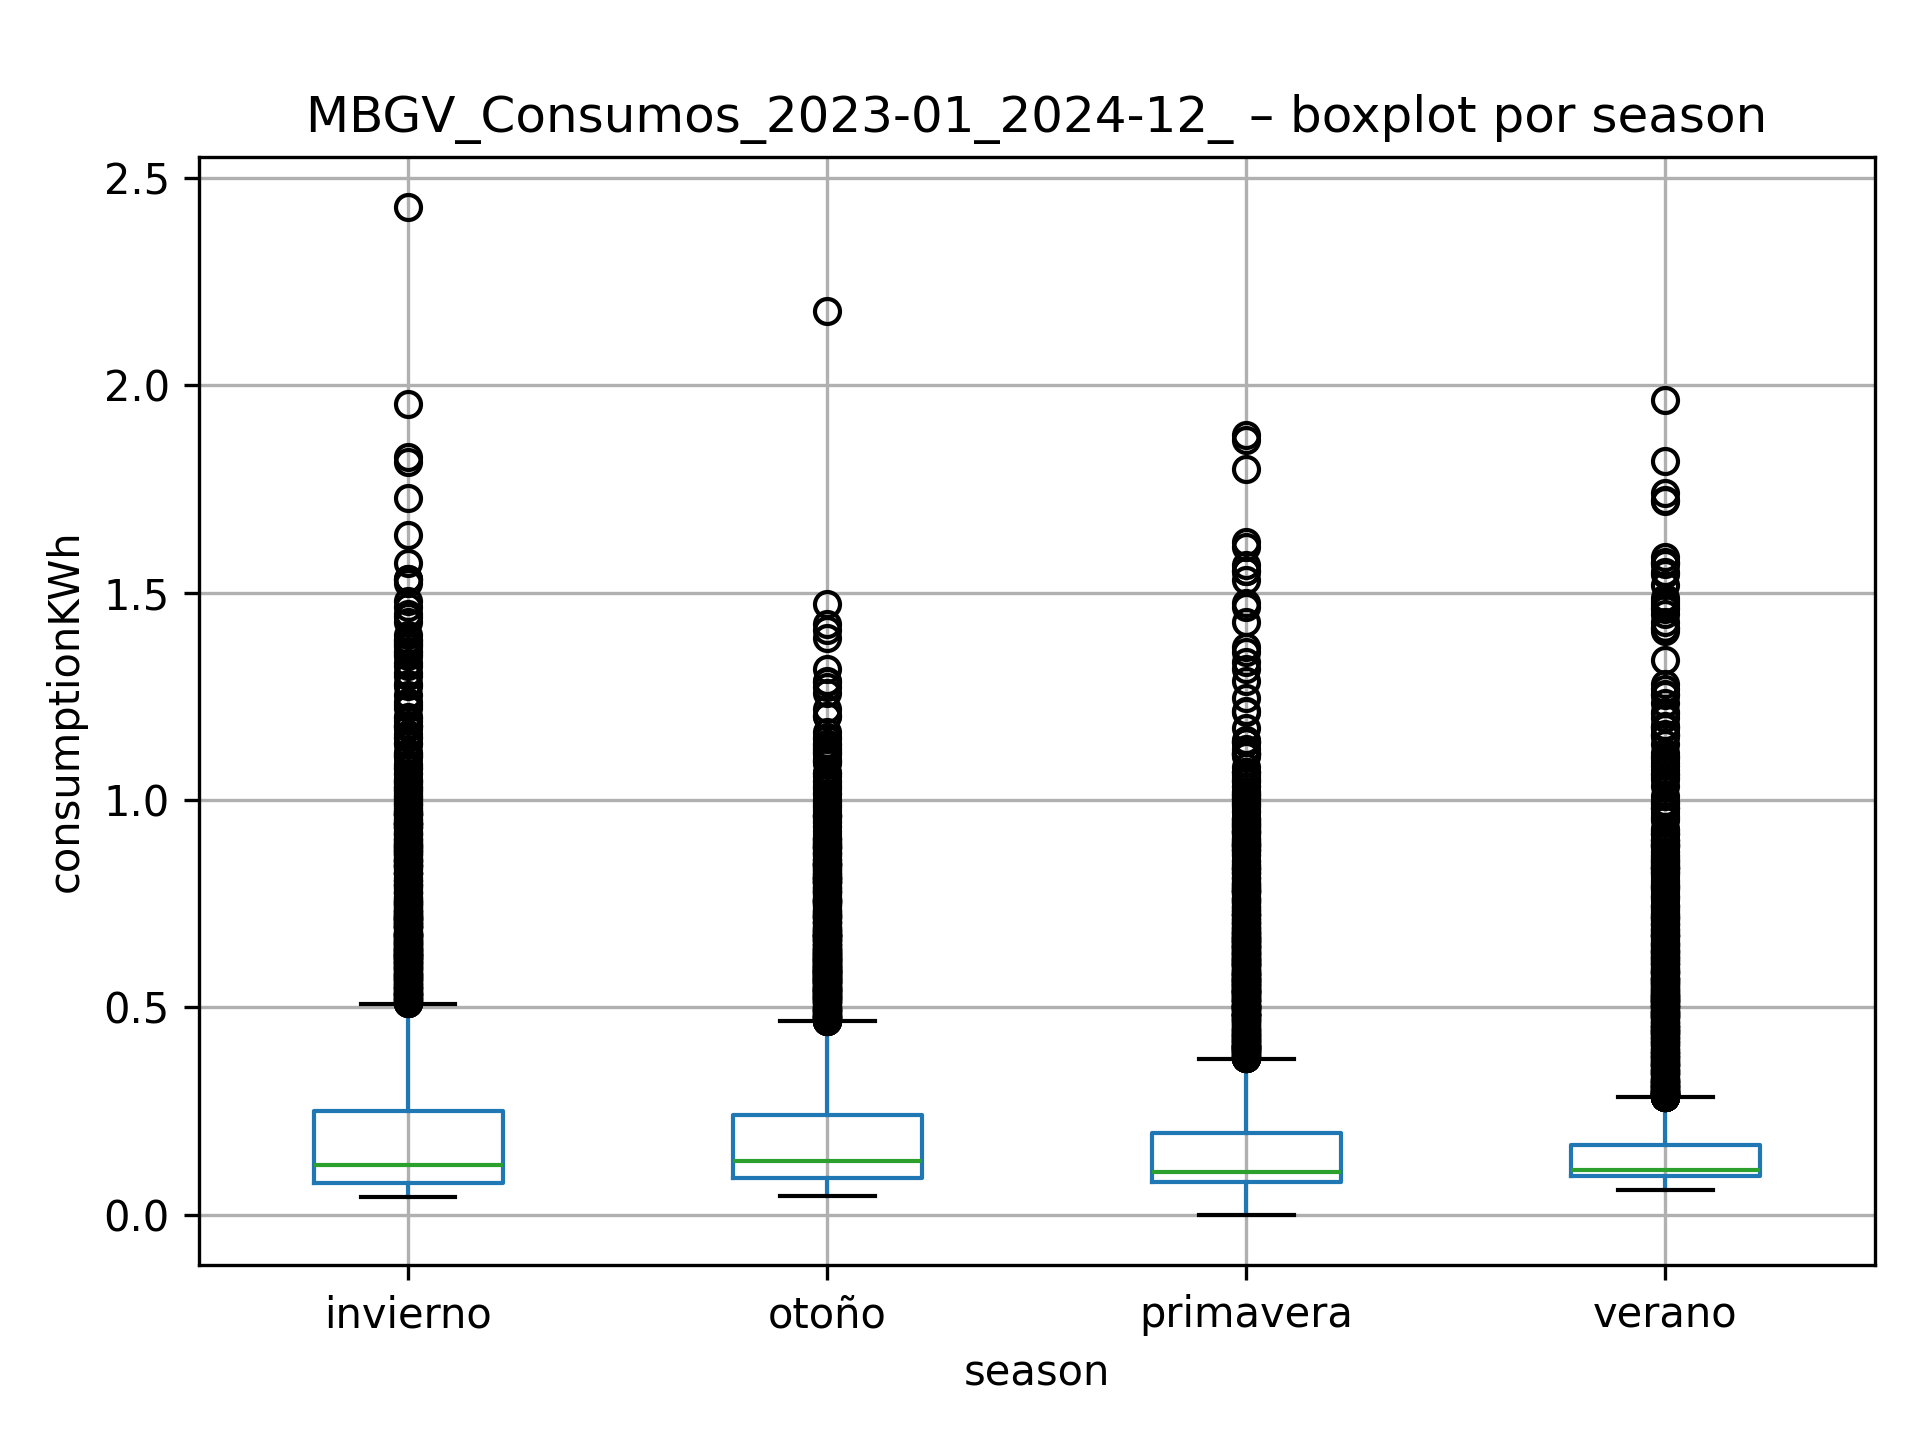 MBGV_Consumos_2023-01_2024-12_ – boxplot por season
2.5
2.0
1.5
1.0
0.5
0.0
consumptionKWh
invierno otoño primavera verano
season